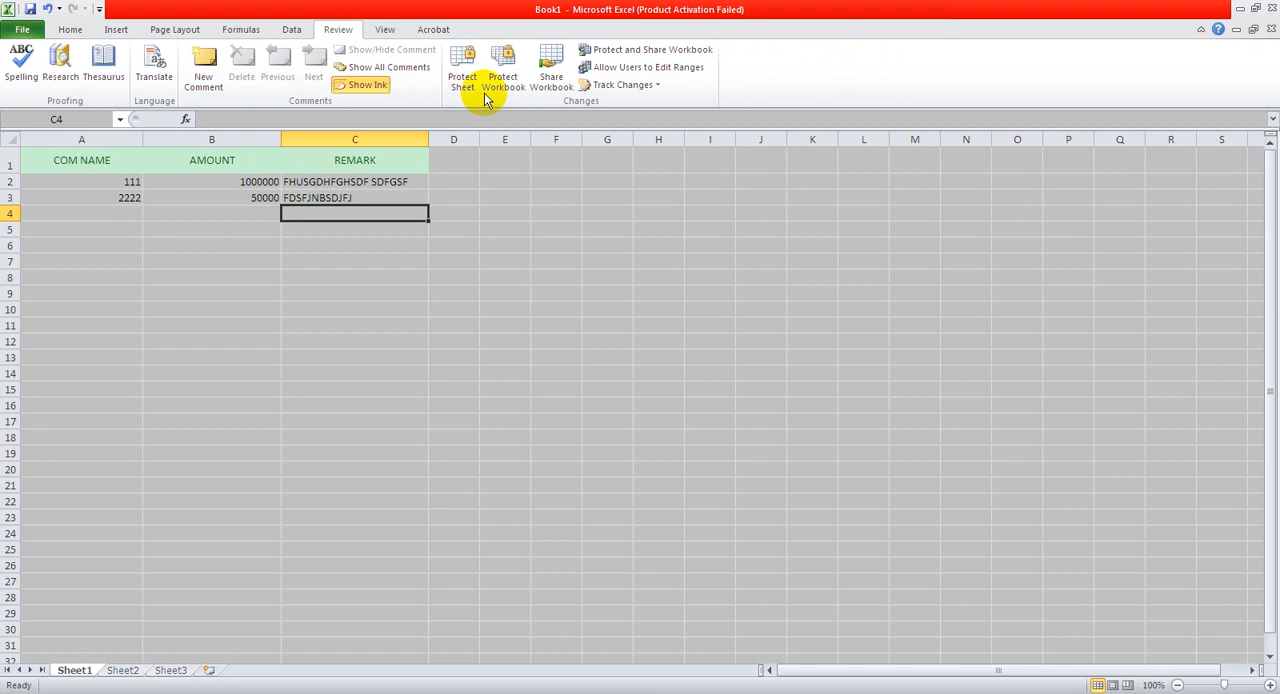 Book1 - Microsoft Excel (Product Activation Failed)
File Home Insert Page Layout Formulas Data Review View Acrobat
ABC
Spelling Research Thesaurus Translate New Comment Delete Previous Next
Show/Hide Comment
Show All Comments
Show Ink
Protect Sheet Protect Workbook Share Workbook
Protect and Share Workbook
Allow Users to Edit Ranges
Track Changes
Proofing Language Comments Changes
C4 fx
A B C D E F G H I J K L M N O P Q R S
1 COM NAME AMOUNT REMARK
2 111 1000000 FHUSGDHFGHSDF SDFGSF
3 2222 50000 FDSFJNBSDJFJ
4
5
6
7
8
9
10
11
12
13
14
15
16
17
18
19
20
21
22
23
24
25
26
27
28
29
30
31
32
Sheet1 Sheet2 Sheet3
Ready 100%